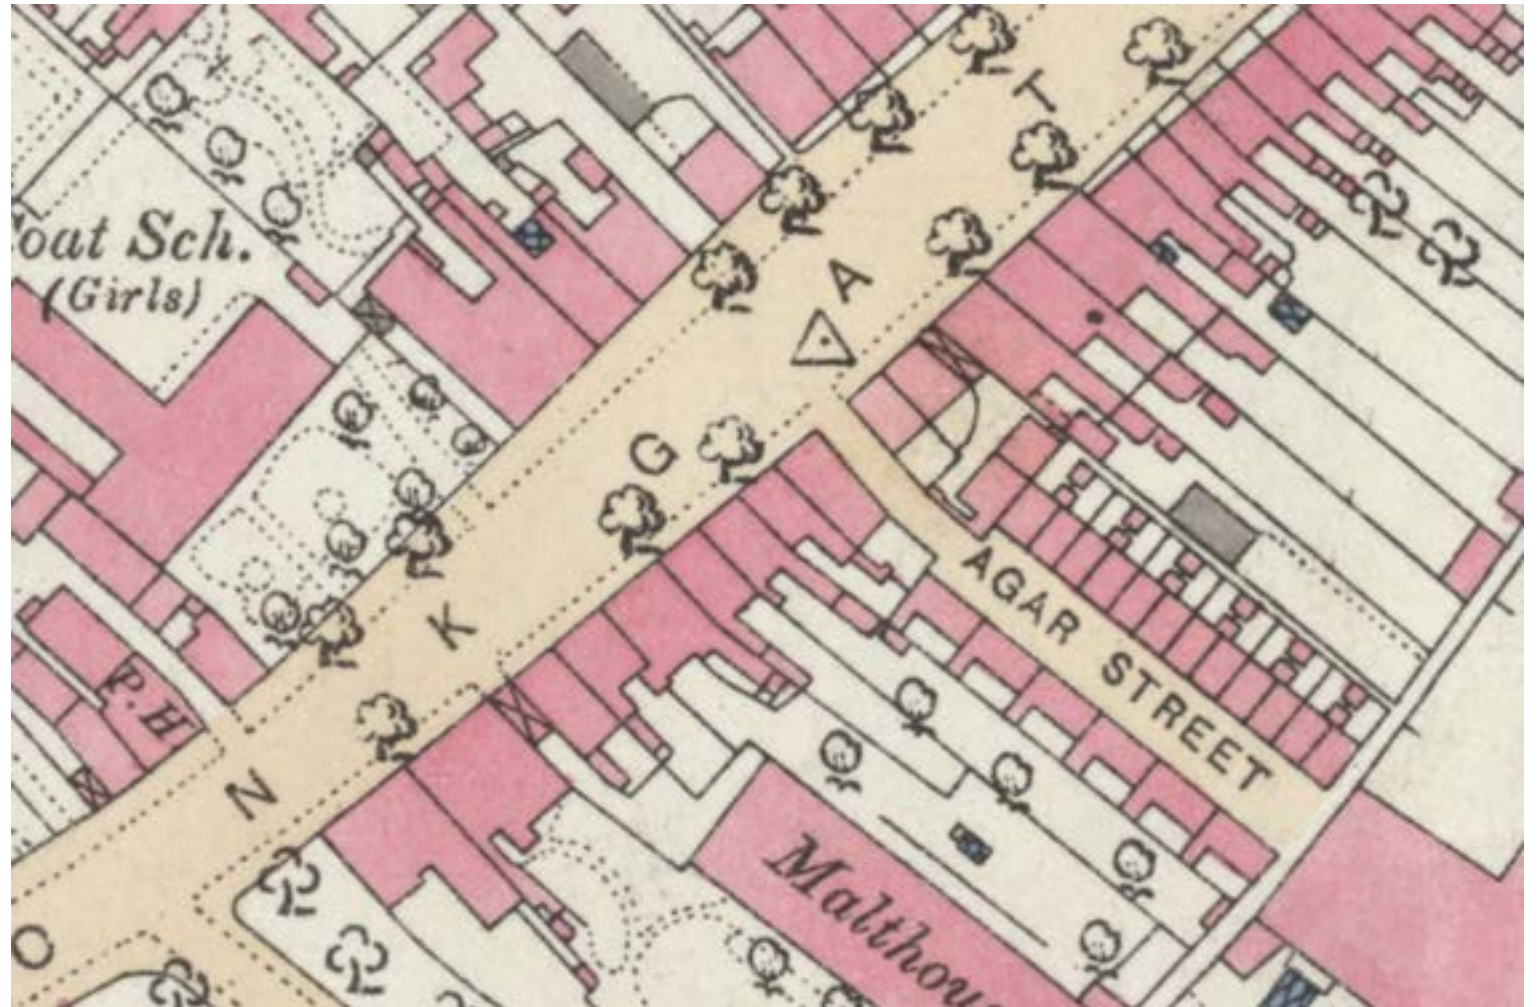 oat Sch.
(Girls)
O N K G A T
AGAR STREET
P.H
Malthou